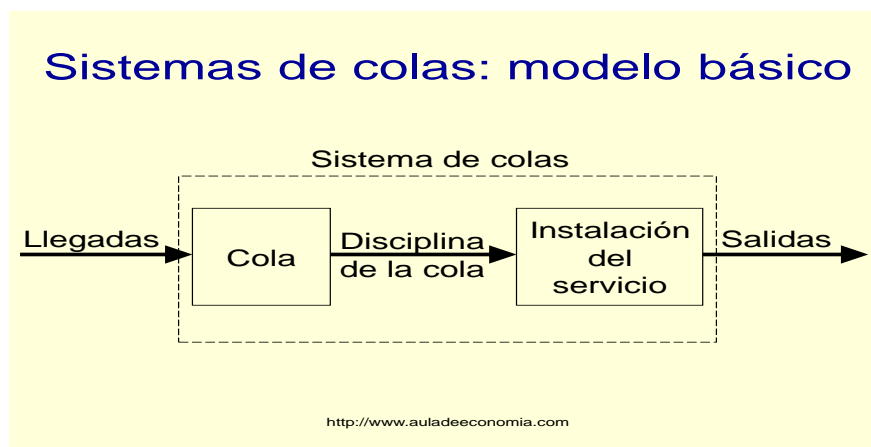 Sistemas de colas: modelo básico
Sistema de colas
Llegadas
Cola
Disciplina
de la cola
Instalación
del
servicio
Salidas
http://www.auladeeconomia.com